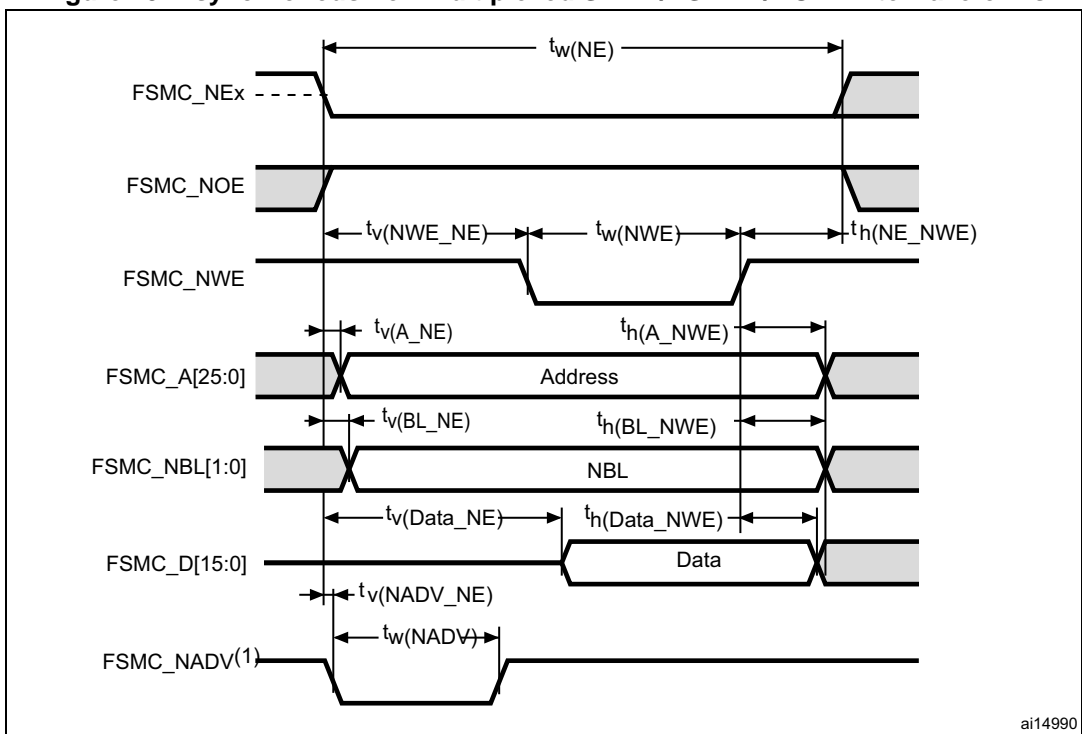 tw(NE)
FSMC_NEx
FSMC_NOE
tv(NWE_NE)
tw(NWE)
th(NE_NWE)
FSMC_NWE
tv(A_NE)
th(A_NWE)
FSMC_A[25:0]
Address
tv(BL_NE)
th(BL_NWE)
FSMC_NBL[1:0]
NBL
tv(Data_NE)
th(Data_NWE)
FSMC_D[15:0]
Data
tv(NADV_NE)
tw(NADV)
FSMC_NADV(1)
ai14990